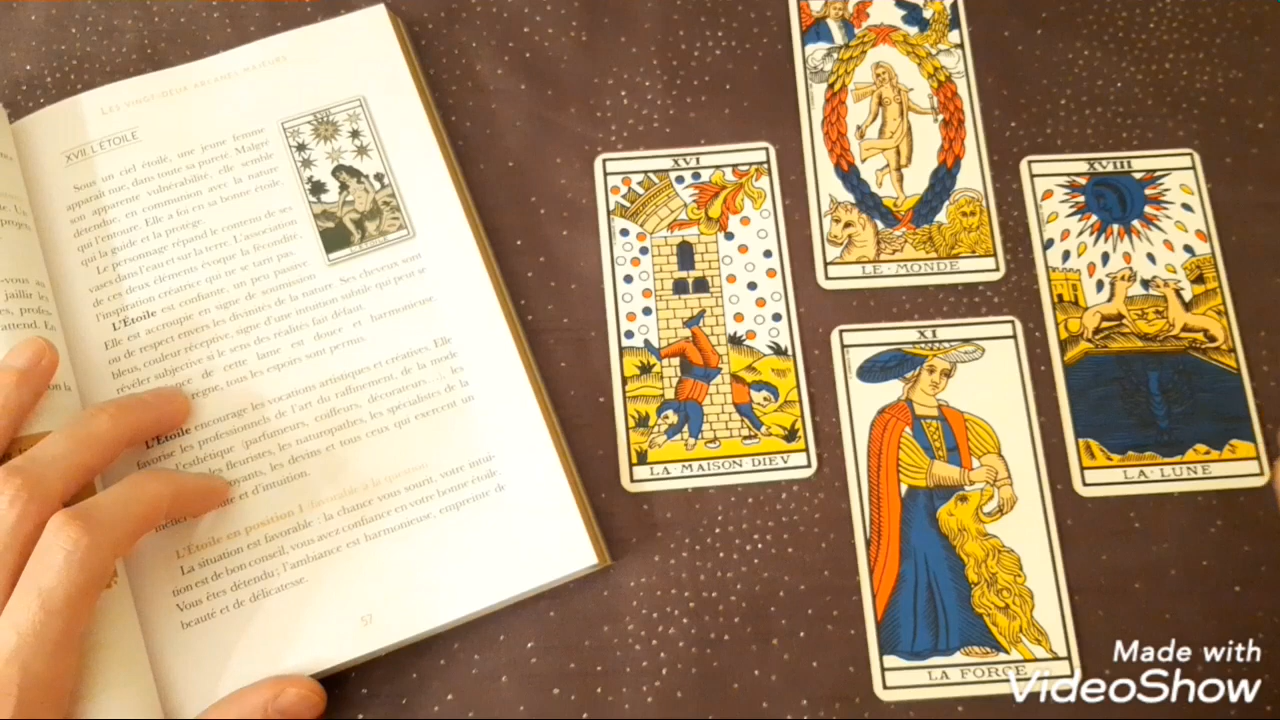 LES VINGT-DEUX ARCANES MAJEURS
XVII. L'ÉTOILE
Sous un ciel étoilé, une jeune femme
apparaît nue, dans toute sa pureté. Malgré
son apparente vulnérabilité, elle semble
détendue, en communion avec la nature
qui l'entoure. Elle a foi en sa bonne étoile,
qui la guide et la protège.
Le personnage répand le contenu de ses
vases dans l'eau et sur la terre. L'association
de ces deux éléments évoque la fécondité,
l'inspiration créatrice qui ne se tarit pas.
L'Étoile est confiante, un peu passive
Elle est accroupie en signe de soumission
ou de respect envers les divinités de la nature. Ses cheveux sont
bleus, couleur réceptive, signe d'une intuition subtile qui peut se
révéler subjective si le sens des réalités fait défaut.
de cette lame est douce et harmonieuse.
règne, tous les espoirs sont permis.
L'Étoile encourage les vocations artistiques et créatives. Elle
favorise les professionnels de l'art du raffinement, de la mode
l'esthétique (parfumeurs, coiffeurs, décorateurs...), les
les fleuristes, les naturopathes, les spécialistes de la
voyants, les devins et tous ceux qui exercent un
et d'intuition.
L'Étoile en position 1 (favorable à la question)
La situation est favorable : la chance vous sourit, votre intui-
tion est de bon conseil, vous avez confiance en votre bonne étoile.
Vous êtes détendu ; l'ambiance est harmonieuse, empreinte de
beauté et de délicatesse.
57
-vous au
jaillir les
profes-
attend. En
projet,
XVI
LA·MAISON·DIEV
LE·MONDE
XVIII
LA·LUNE
XI
LA FORCE
Made with
VideoShow